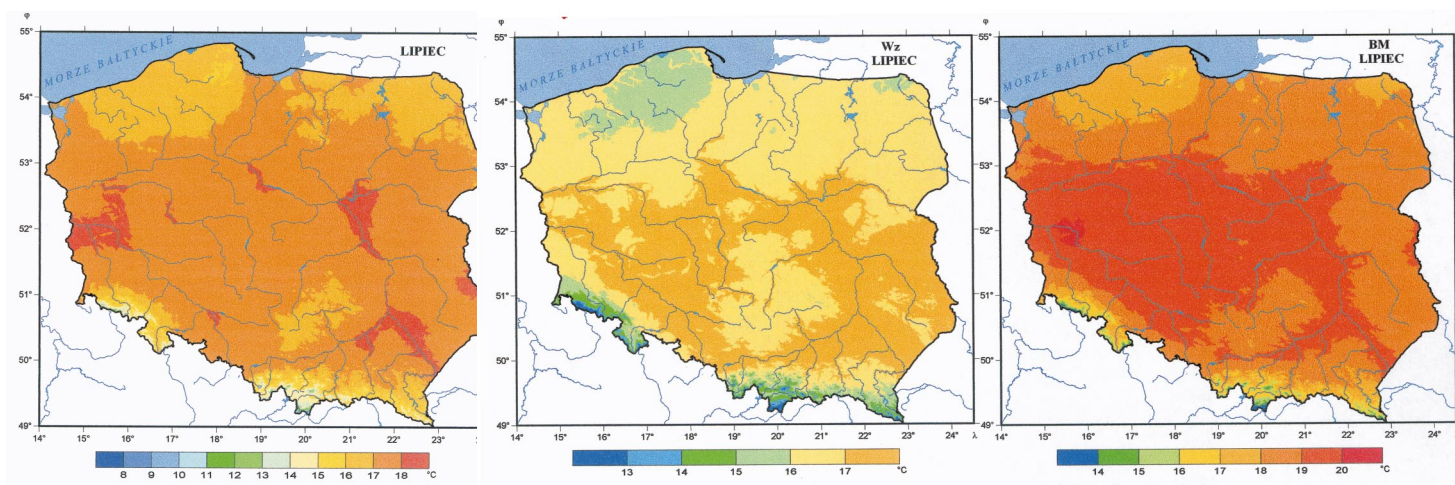 φ
55°
54°
53°
52°
51°
50°
49°
MORZE BAŁTYCKIE
LIPIEC
14° 15° 16° 17° 18° 19° 20° 21° 22° 23°
8 9 10 11 12 13 14 15 16 17 18 °C
φ
55°
54°
53°
52°
51°
50°
49°
MORZE BAŁTYCKIE
Wz
LIPIEC
14° 15° 16° 17° 18° 19° 20° 21° 22° 23° 24° λ
13 14 15 16 17 °C
φ
55°
54°
53°
52°
51°
50°
49°
MORZE BAŁTYCKIE
BM
LIPIEC
14° 15° 16° 17° 18° 19° 20° 21° 22° 23° 24°
14 15 16 17 18 19 20 °C